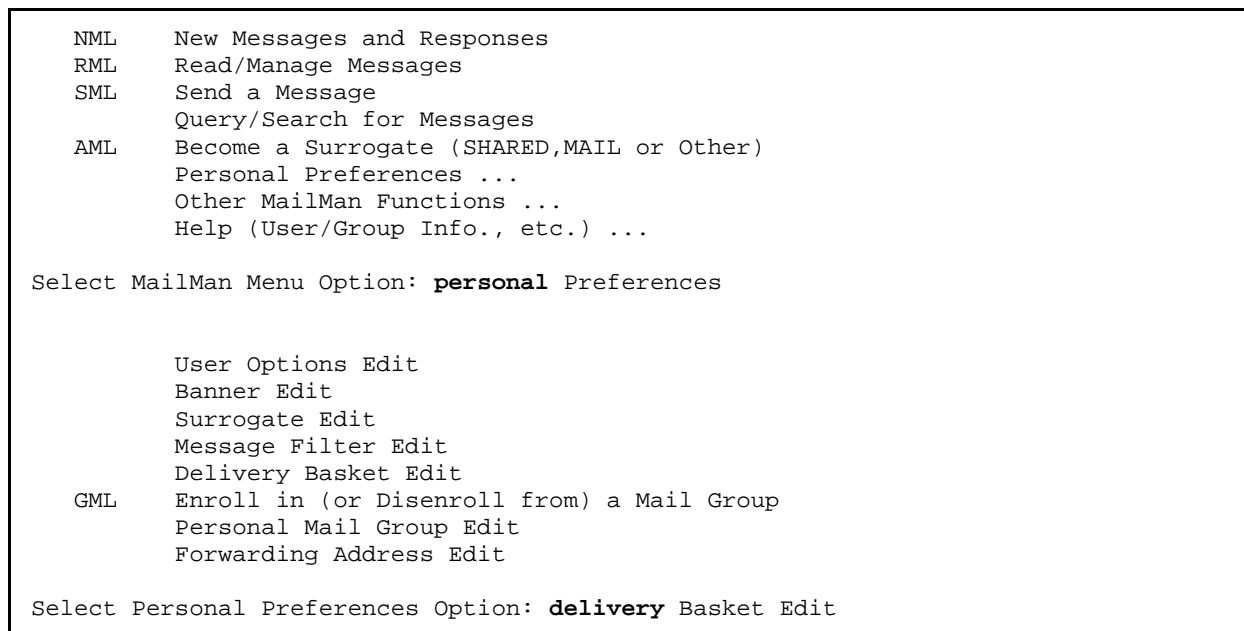 NML New Messages and Responses
RML Read/Manage Messages
SML Send a Message
Query/Search for Messages
AML Become a Surrogate (SHARED,MAIL or Other)
Personal Preferences ...
Other MailMan Functions ...
Help (User/Group Info., etc.) ...
Select MailMan Menu Option: personal Preferences
User Options Edit
Banner Edit
Surrogate Edit
Message Filter Edit
Delivery Basket Edit
GML Enroll in (or Disenroll from) a Mail Group
Personal Mail Group Edit
Forwarding Address Edit
Select Personal Preferences Option: delivery Basket Edit